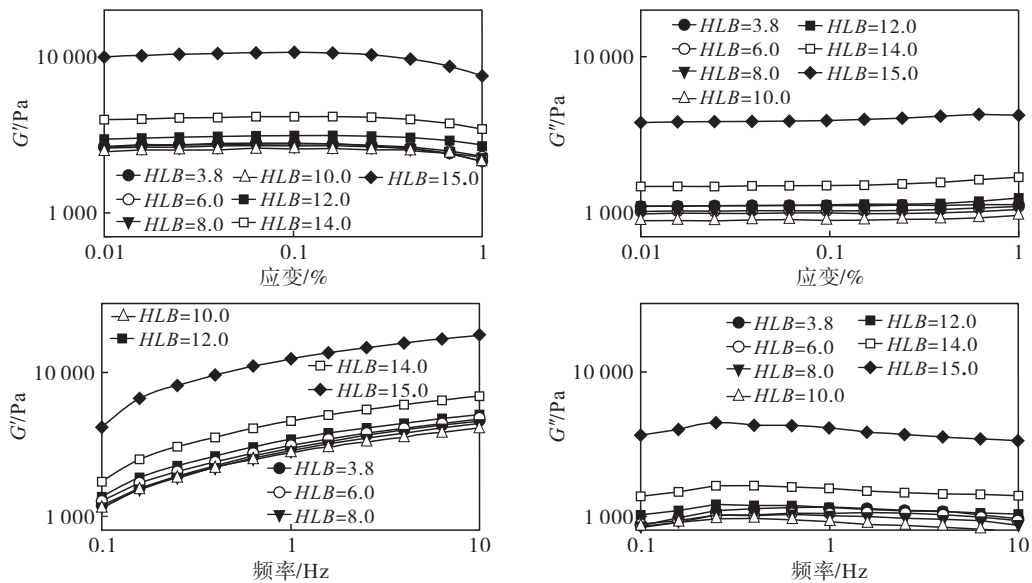 10 000
G′/Pa
HLB=3.8 HLB=10.0 HLB=15.0
HLB=6.0 HLB=12.0
HLB=8.0 HLB=14.0
1 000
0.01 0.1 1
应变/%
HLB=3.8 HLB=12.0
10 000
HLB=6.0 HLB=14.0
HLB=8.0 HLB=15.0
HLB=10.0
G″/Pa
1 000
0.01 0.1 1
应变/%
HLB=10.0
HLB=12.0
HLB=14.0
10 000
HLB=15.0
G′/Pa
HLB=3.8
HLB=6.0
1 000
HLB=8.0
0.1 1 10
频率/Hz
HLB=3.8 HLB=12.0
HLB=6.0 HLB=14.0
10 000
HLB=8.0 HLB=15.0
HLB=10.0
G″/Pa
1 000
0.1 1 10
频率/Hz